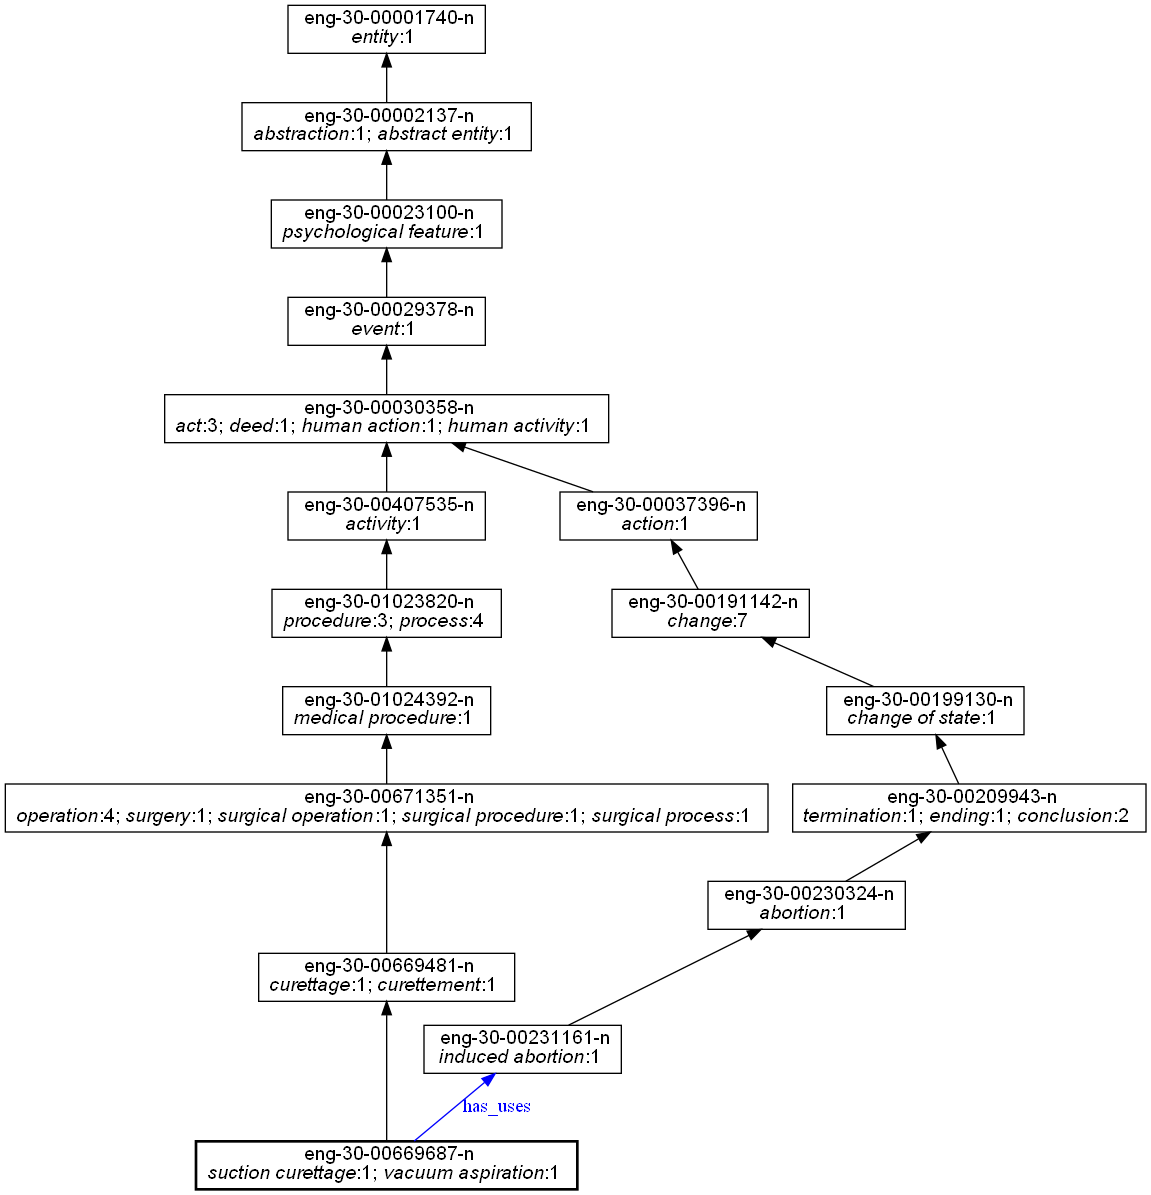 eng-30-00001740-n
entity:1
eng-30-00002137-n
abstraction:1; abstract entity:1
eng-30-00023100-n
psychological feature:1
eng-30-00029378-n
event:1
eng-30-00030358-n
act:3; deed:1; human action:1; human activity:1
eng-30-00407535-n
activity:1
eng-30-00037396-n
action:1
eng-30-01023820-n
procedure:3; process:4
eng-30-00191142-n
change:7
eng-30-01024392-n
medical procedure:1
eng-30-00199130-n
change of state:1
eng-30-00671351-n
operation:4; surgery:1; surgical operation:1; surgical procedure:1; surgical process:1
eng-30-00209943-n
termination:1; ending:1; conclusion:2
eng-30-00230324-n
abortion:1
eng-30-00669481-n
curettage:1; curettement:1
eng-30-00231161-n
induced abortion:1
has_uses
eng-30-00669687-n
suction curettage:1; vacuum aspiration:1